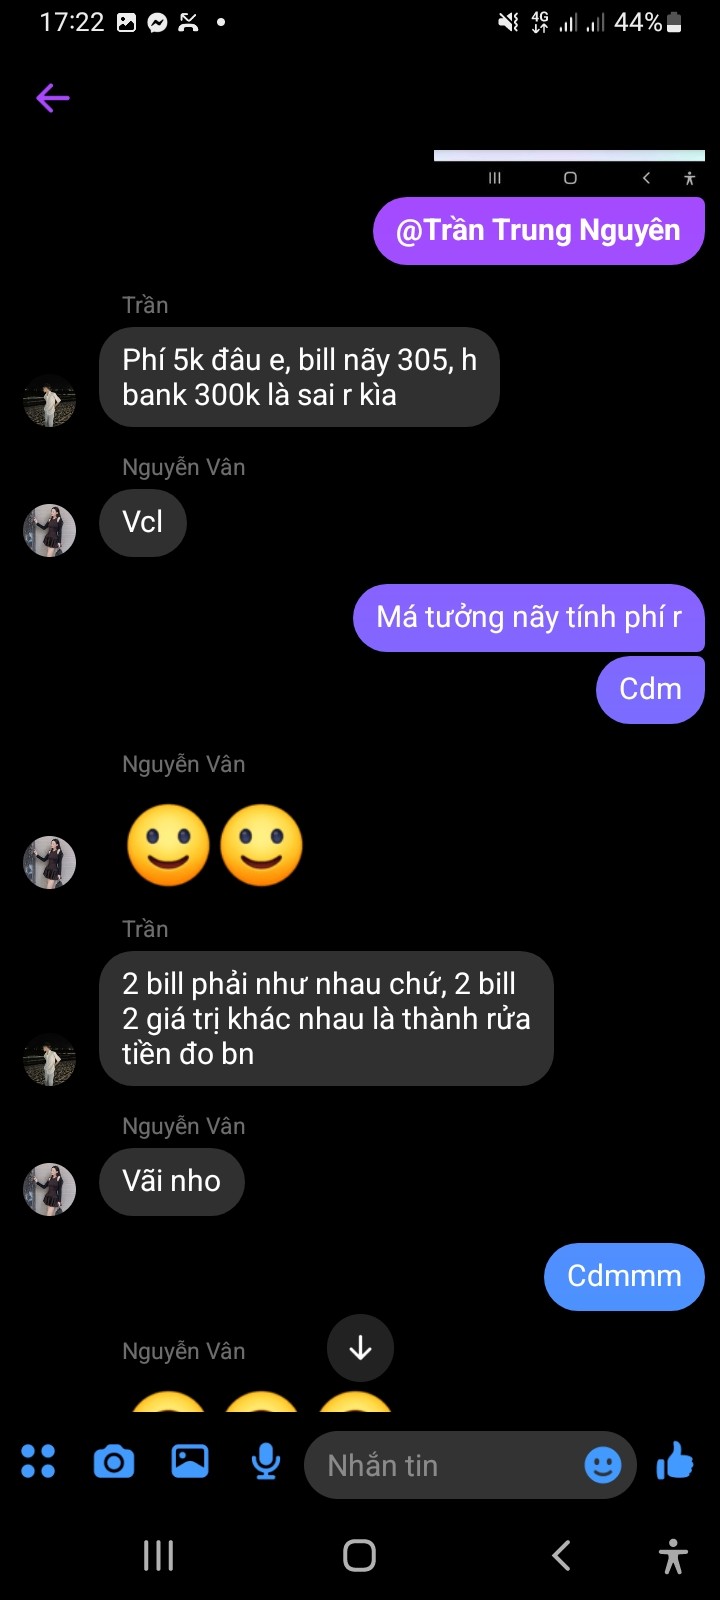 17:22
4G
44%
@Trần Trung Nguyên
Trần
Phí 5k đâu e, bill nãy 305, h
bank 300k là sai r kìa
Nguyễn Vân
Vcl
Má tưởng nãy tính phí r
Cdm
Nguyễn Vân
Trần
2 bill phải như nhau chứ, 2 bill
2 giá trị khác nhau là thành rửa
tiền đo bn
Nguyễn Vân
Vãi nho
Cdmmm
Nguyễn Vân
Nhắn tin